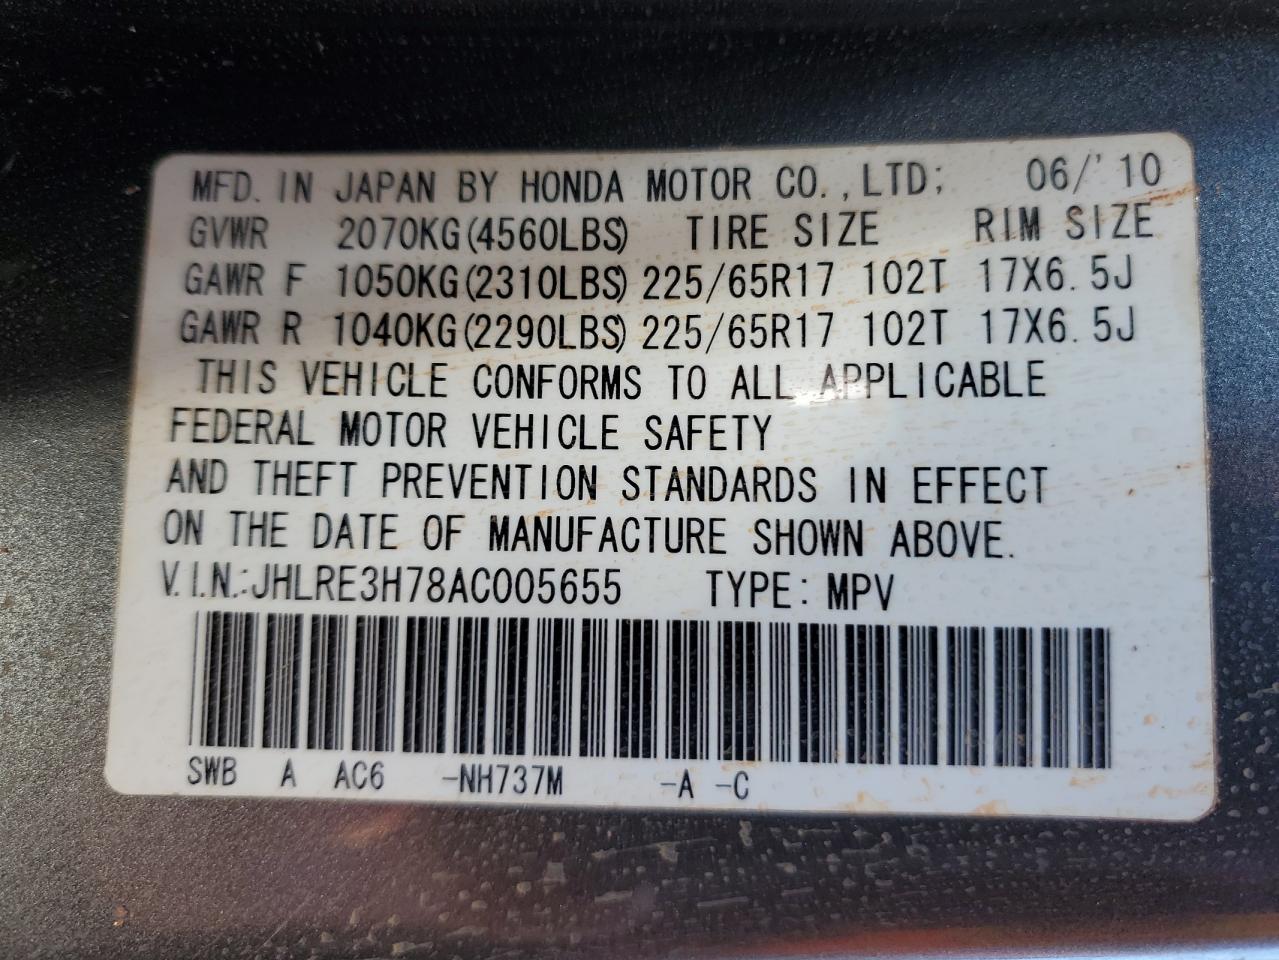 MFD. IN JAPAN BY HONDA MOTOR CO.,LTD; 06/'10
GVWR 2070KG(4560LBS) TIRE SIZE RIM SIZE
GAWR F 1050KG(2310LBS) 225/65R17 102T 17X6.5J
GAWR R 1040KG(2290LBS) 225/65R17 102T 17X6.5J
THIS VEHICLE CONFORMS TO ALL APPLICABLE
FEDERAL MOTOR VEHICLE SAFETY
AND THEFT PREVENTION STANDARDS IN EFFECT
ON THE DATE OF MANUFACTURE SHOWN ABOVE.
V.I.N.:JHLRE3H78AC005655 TYPE: MPV
SWB A AC6 -NH737M -A -C